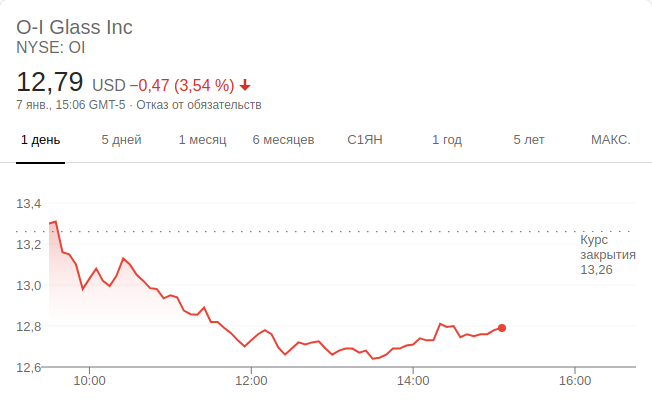 O-I Glass Inc
NYSE: OI
12,79 USD −0,47 (3,54 %)
7 янв., 15:06 GMT-5 · Отказ от обязательств
1 день 5 дней 1 месяц 6 месяцев С1ЯН 1 год 5 лет МАКС.
13,4
13,2
13,0
12,8
12,6
Курс
закрытия
13,26
10:00 12:00 14:00 16:00